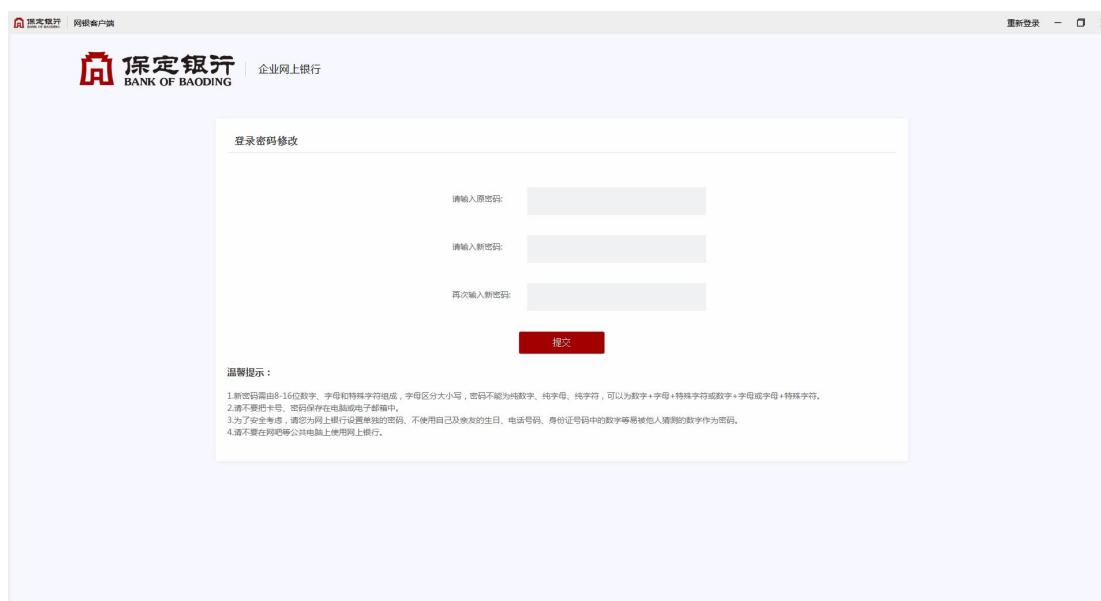 保定银行 网银客户端 重新登录
BANK OF BAODING
保定银行 企业网上银行
BANK OF BAODING
登录密码修改
请输入原密码:
请输入新密码:
再次输入新密码:
提交
温馨提示：
1.新密码需由8-16位数字、字母和特殊字符组成，字母区分大小写，密码不能为纯数字、纯字母、纯字符，可以为数字+字母+特殊字符或数字+字母或字母+特殊字符。
2.请不要把卡号、密码保存在电脑或电子邮箱中。
3.为了安全考虑，请您为网上银行设置单独的密码、不使用自己及亲友的生日、电话号码、身份证号码中的数字等易被他人猜测的数字作为密码。
4.请不要在网吧等公共电脑上使用网上银行。